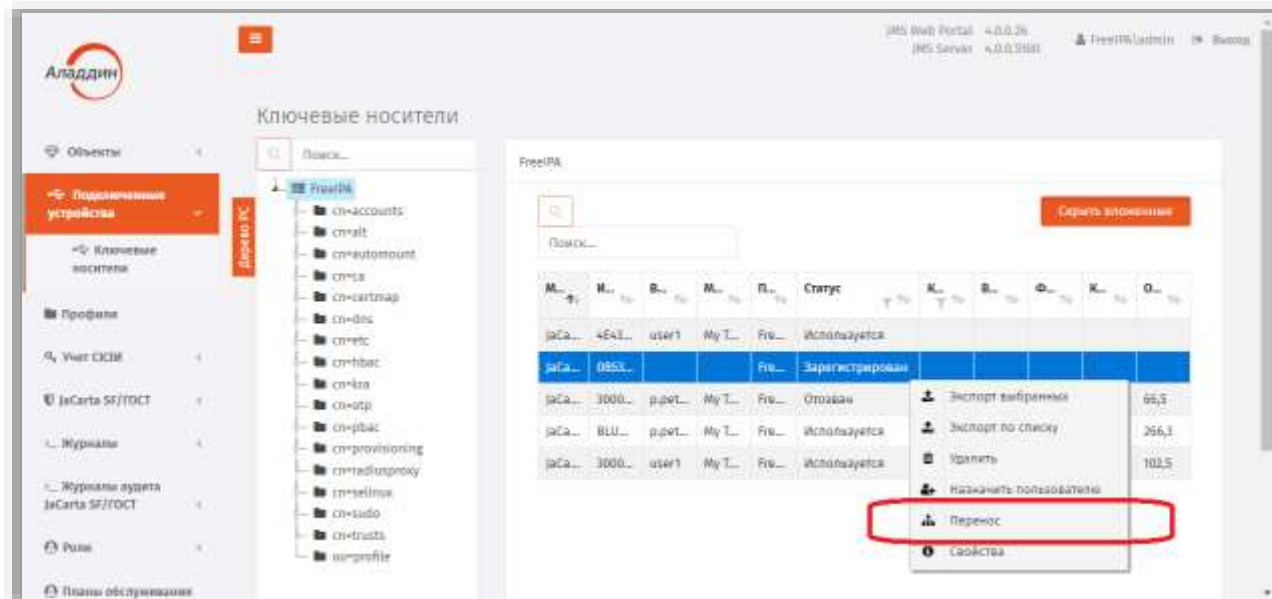 JMS Web Portal 4.0.0.26
JMS Server 4.0.0.5100
FreeIPA\admin
Выход
Аладдин
Ключевые носители
Объекты
Подключенные
устройства
Ключевые
носители
Профили
Учет СКЗИ
JaCarta SF/ГОСТ
Журналы
Журналы аудита
JaCarta SF/ГОСТ
Роли
Планы обслуживания
Дерево РС
Поиск...
FreeIPA
cn=accounts
cn=alt
cn=automount
cn=ca
cn=certmap
cn=dns
cn=etc
cn=hbac
cn=kra
cn=otp
cn=pbac
cn=provisioning
cn=radiusproxy
cn=selinux
cn=sudo
cn=trusts
ou=profile
FreeIPA
Скрыть вложенные
Поиск...
М... И... В... М... П... Статус К... В... Ф... К... О...
JaCa... 4E43... user1 My T... Fre... Используется
JaCa... 0B53... Fre... Зарегистрирован
JaCa... 3000... p.pet... My T... Fre... Отозван 66,5
JaCa... BLU... p.pet... My T... Fre... Используется 266,3
JaCa... 3000... user1 My T... Fre... Используется 102,5
Экспорт выбранных
Экспорт по списку
Удалить
Назначить пользователю
Перенос
Свойства